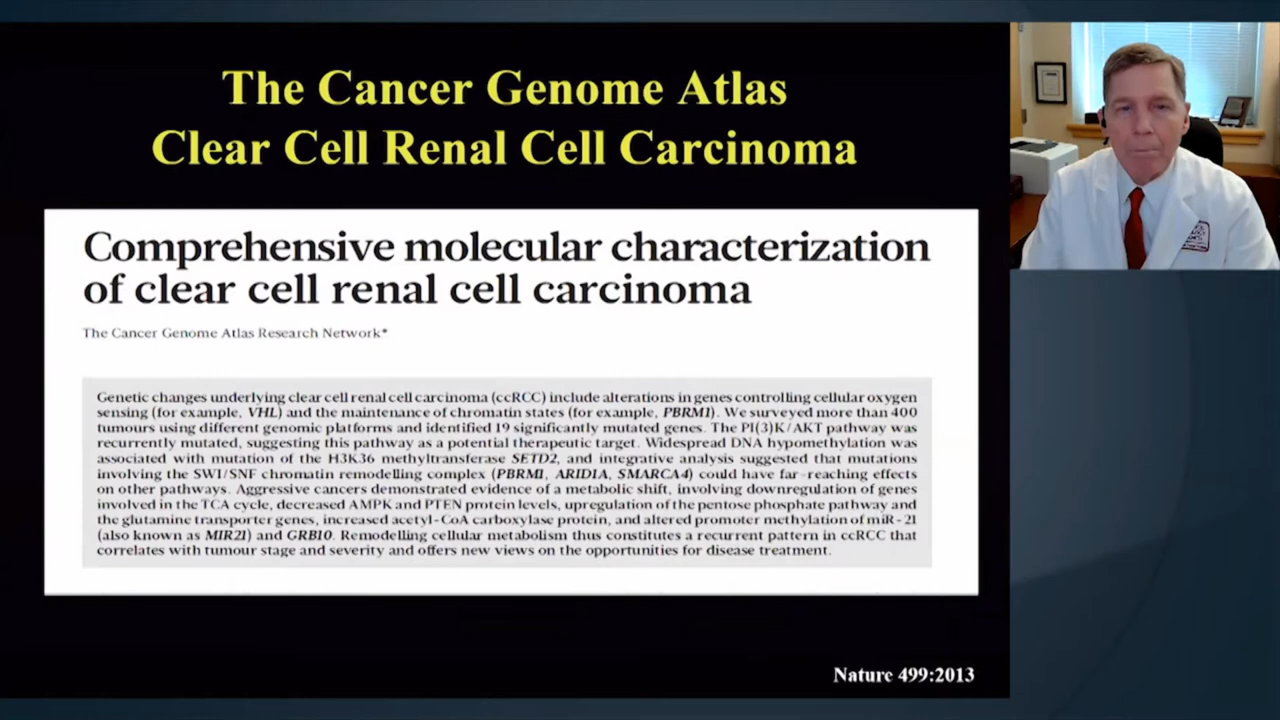 The Cancer Genome Atlas
Clear Cell Renal Cell Carcinoma
Comprehensive molecular characterization
of clear cell renal cell carcinoma
The Cancer Genome Atlas Research Network*
Genetic changes underlying clear cell renal cell carcinoma (ccRCC) include alterations in genes controlling cellular oxygen
sensing (for example, VHL) and the maintenance of chromatin states (for example, PBRM1). We surveyed more than 400
tumours using different genomic platforms and identified 19 significantly mutated genes. The PI(3)K/AKT pathway was
recurrently mutated, suggesting this pathway as a potential therapeutic target. Widespread DNA hypomethylation was
associated with mutation of the H3K36 methyltransferase SETD2, and integrative analysis suggested that mutations
involving the SWI/SNF chromatin remodelling complex (PBRM1, ARID1A, SMARCA4) could have far-reaching effects
on other pathways. Aggressive cancers demonstrated evidence of a metabolic shift, involving downregulation of genes
involved in the TCA cycle, decreased AMPK and PTEN protein levels, upregulation of the pentose phosphate pathway and
the glutamine transporter genes, increased acetyl-CoA carboxylase protein, and altered promoter methylation of miR-21
(also known as MIR21) and GRB10. Remodelling cellular metabolism thus constitutes a recurrent pattern in ccRCC that
correlates with tumour stage and severity and offers new views on the opportunities for disease treatment.
Nature 499:2013